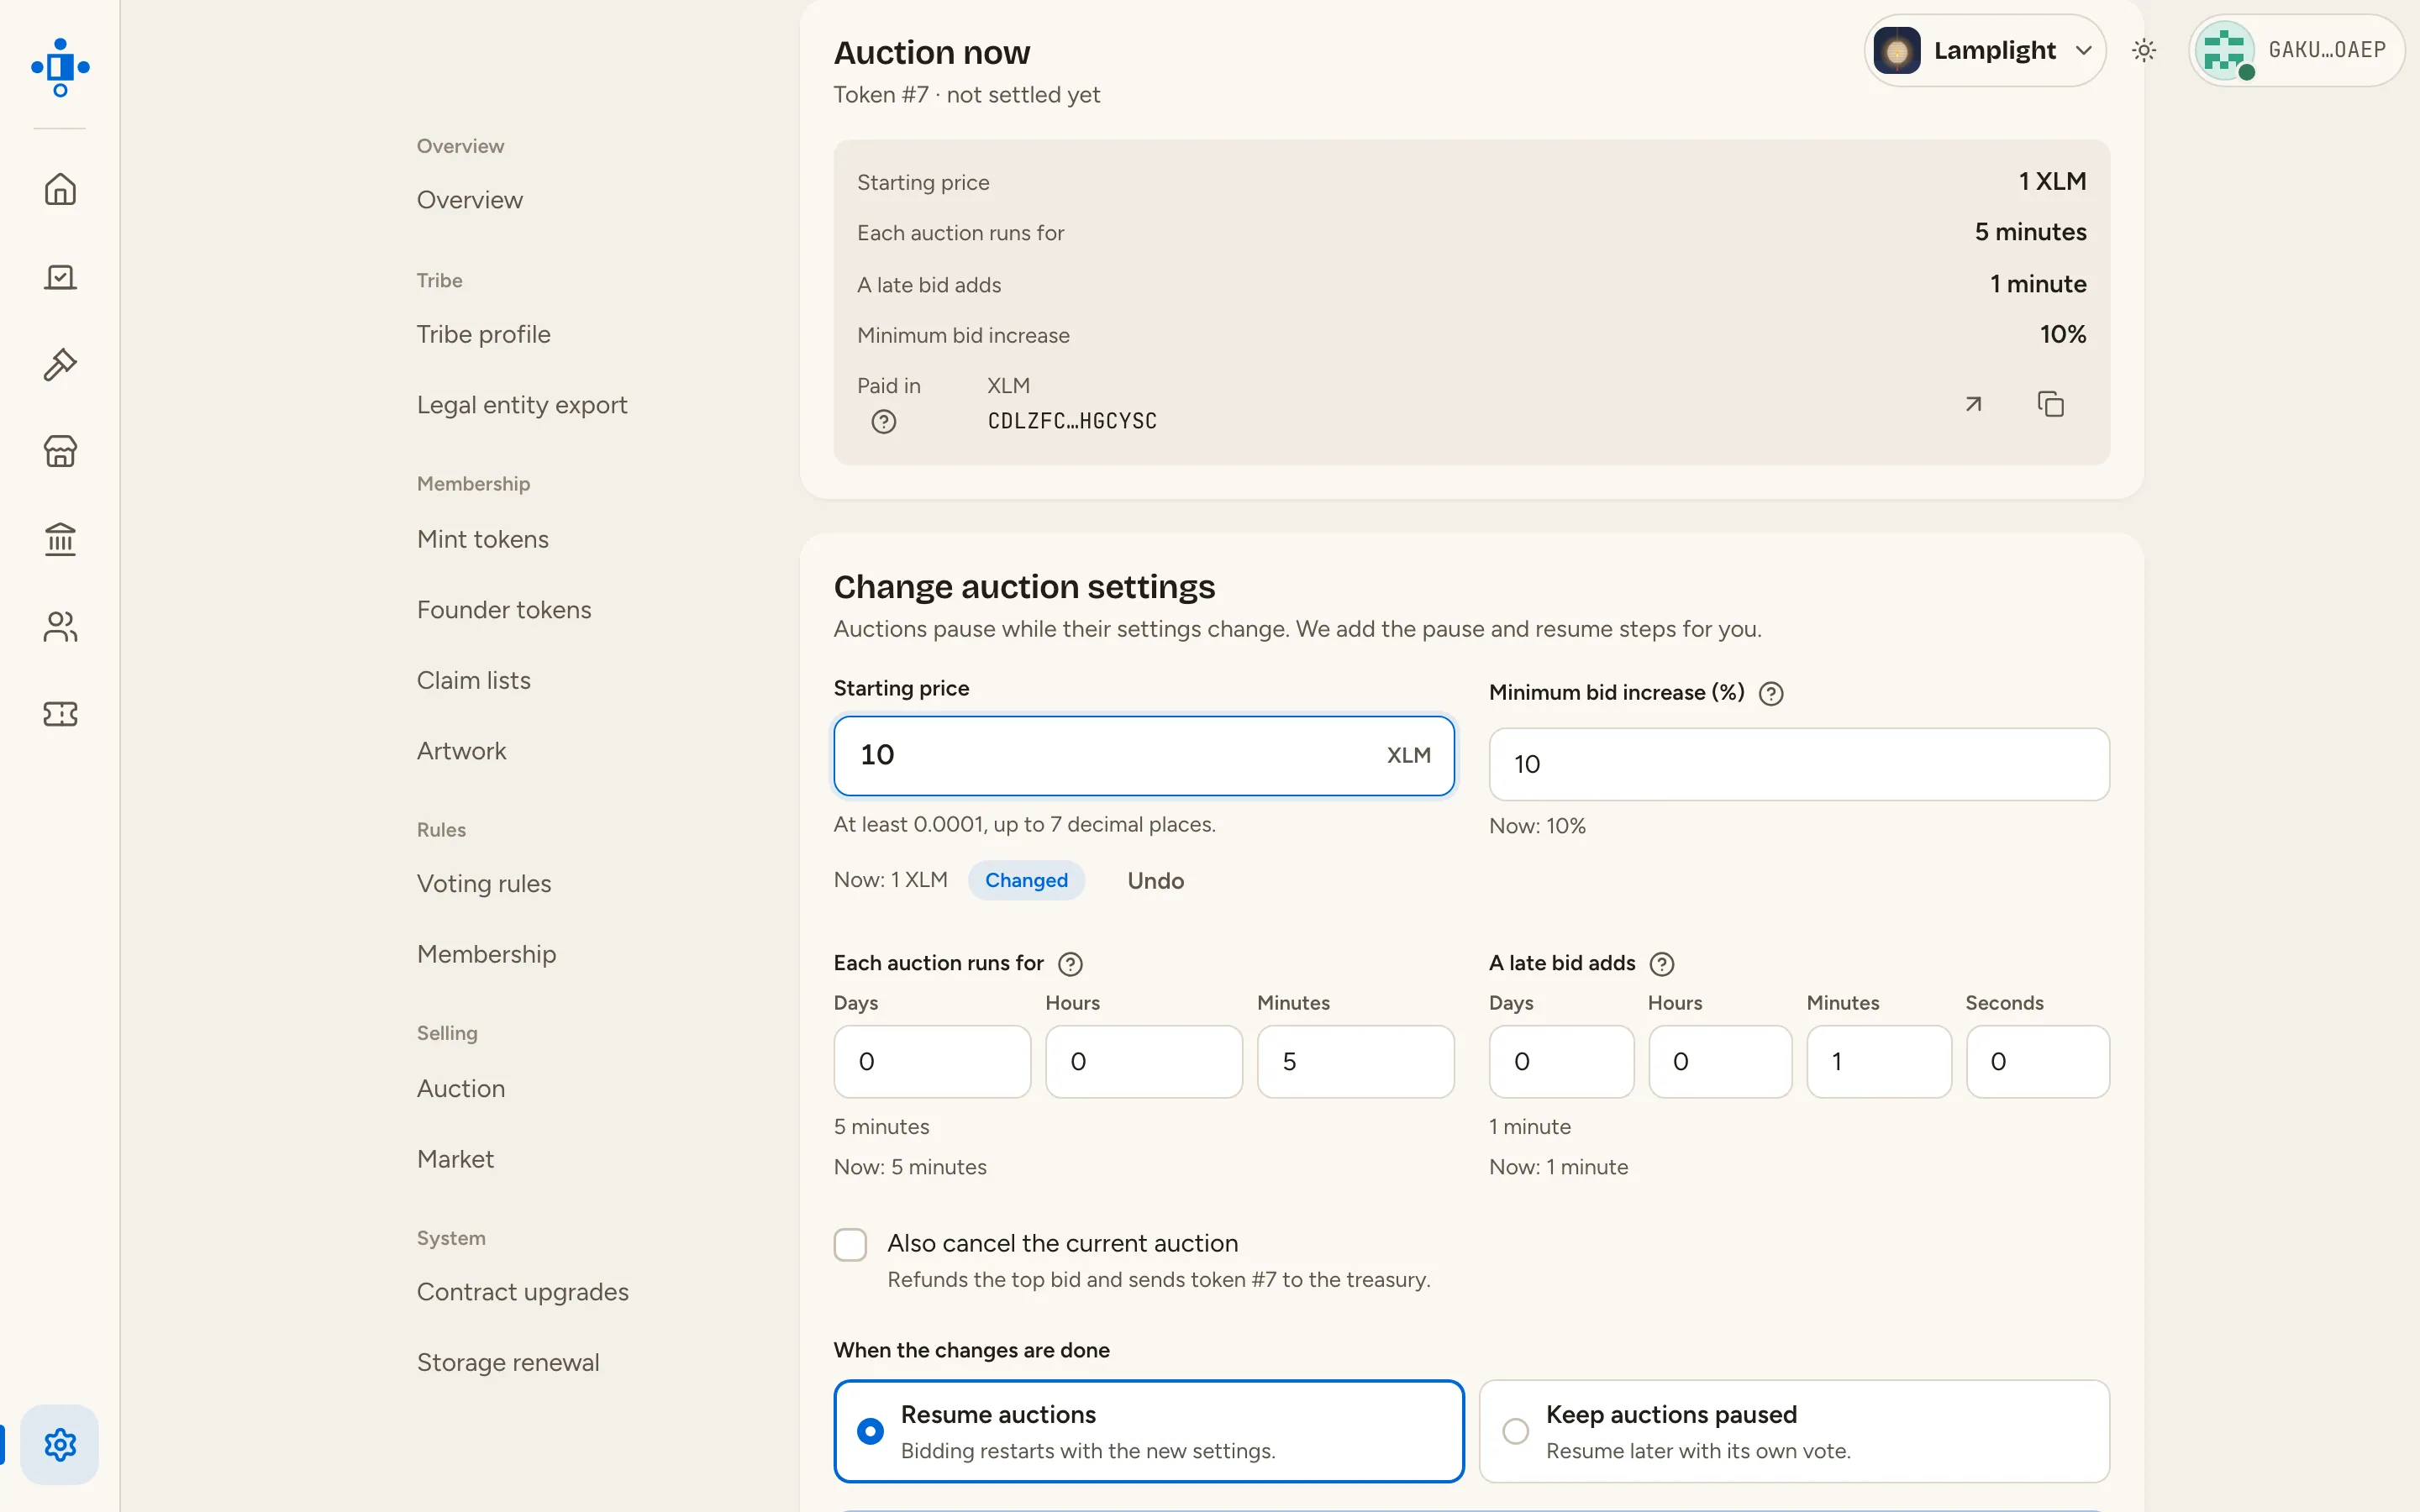 Auction now
Token #7 · not settled yet
Lamplight
GAKU…OAEP
Overview
Overview
Tribe
Tribe profile
Legal entity export
Membership
Mint tokens
Founder tokens
Claim lists
Artwork
Rules
Voting rules
Membership
Selling
Auction
Market
System
Contract upgrades
Storage renewal
Starting price 1 XLM
Each auction runs for 5 minutes
A late bid adds 1 minute
Minimum bid increase 10%
Paid in XLM
CDLZFC…HGCYSC
Change auction settings
Auctions pause while their settings change. We add the pause and resume steps for you.
Starting price
10 XLM
At least 0.0001, up to 7 decimal places.
Now: 1 XLM Changed Undo
Minimum bid increase (%)
10
Now: 10%
Each auction runs for
Days Hours Minutes
0 0 5
5 minutes
Now: 5 minutes
A late bid adds
Days Hours Minutes Seconds
0 0 1 0
1 minute
Now: 1 minute
Also cancel the current auction
Refunds the top bid and sends token #7 to the treasury.
When the changes are done
Resume auctions
Bidding restarts with the new settings.
Keep auctions paused
Resume later with its own vote.